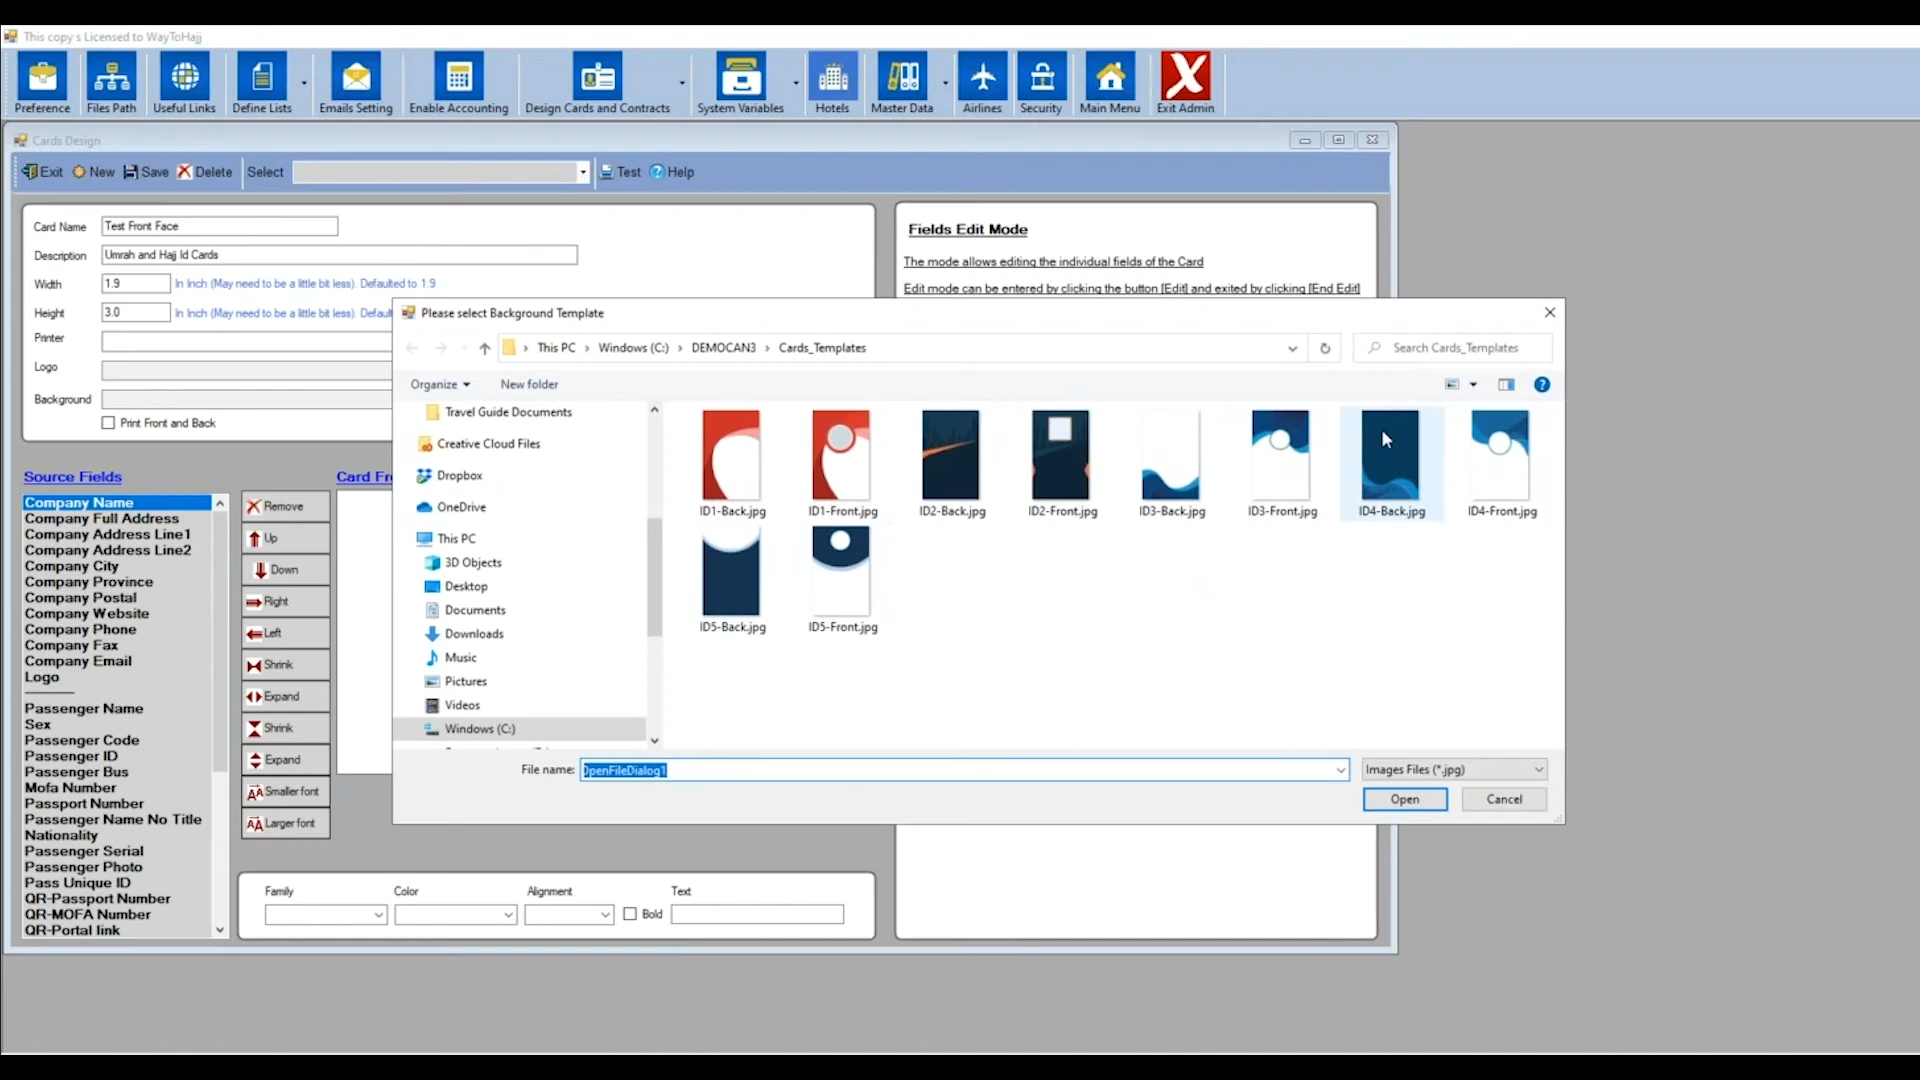 This copy s Licensed to WayToHajj
Preference Files Path Useful Links Define Lists Emails Setting Enable Accounting Design Cards and Contracts System Variables Hotels Master Data Airlines Security Main Menu Exit Admin
Cards Design
Exit New Save Delete Select Test Help
Card Name Test Front Face
Description Umrah and Hajj Id Cards
Width 1.9 In Inch (May need to be a little bit less). Defaulted to 1.9
Height 3.0 In Inch (May need to be a little bit less). Defaul
Printer
Logo
Background
Print Front and Back
Fields Edit Mode
The mode allows editing the individual fields of the Card
Edit mode can be entered by clicking the button [Edit] and exited by clicking [End Edit]
Please select Background Template
This PC Windows (C:) DEMOCAN3 Cards_Templates
Search Cards_Templates
Organize New folder
Travel Guide Documents
Creative Cloud Files
Dropbox
OneDrive
This PC
3D Objects
Desktop
Documents
Downloads
Music
Pictures
Videos
Windows (C:)
ID1-Back.jpg ID1-Front.jpg ID2-Back.jpg ID2-Front.jpg ID3-Back.jpg ID3-Front.jpg ID4-Back.jpg ID4-Front.jpg
ID5-Back.jpg ID5-Front.jpg
File name: OpenFileDialog1 Images Files (*.jpg)
Open Cancel
Source Fields
Card Fr
Company Name
Company Full Address
Company Address Line1
Company Address Line2
Company City
Company Province
Company Postal
Company Website
Company Phone
Company Fax
Company Email
Logo
Passenger Name
Sex
Passenger Code
Passenger ID
Passenger Bus
Mofa Number
Passport Number
Passenger Name No Title
Nationality
Passenger Serial
Passenger Photo
Pass Unique ID
QR-Passport Number
QR-MOFA Number
QR-Portal link
Remove
Up
Down
Right
Left
Shrink
Expand
Shrink
Expand
AA Smaller font
AA Larger font
Family Color Alignment Text
Bold